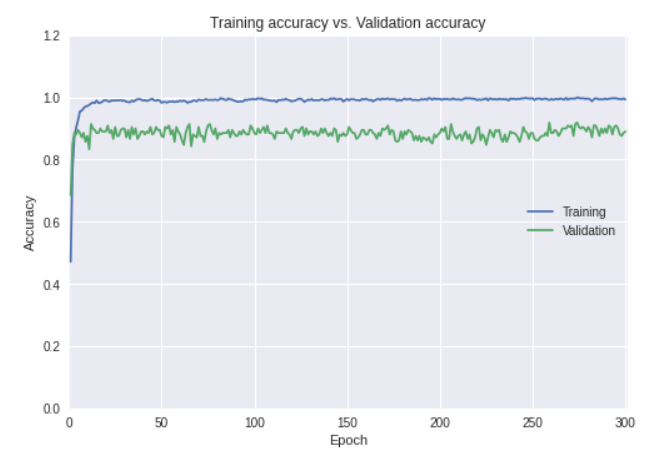 Training accuracy vs. Validation accuracy
1.2
1.0
0.8
0.6
0.4
0.2
0.0
Accuracy
Training
Validation
0 50 100 150 200 250 300
Epoch